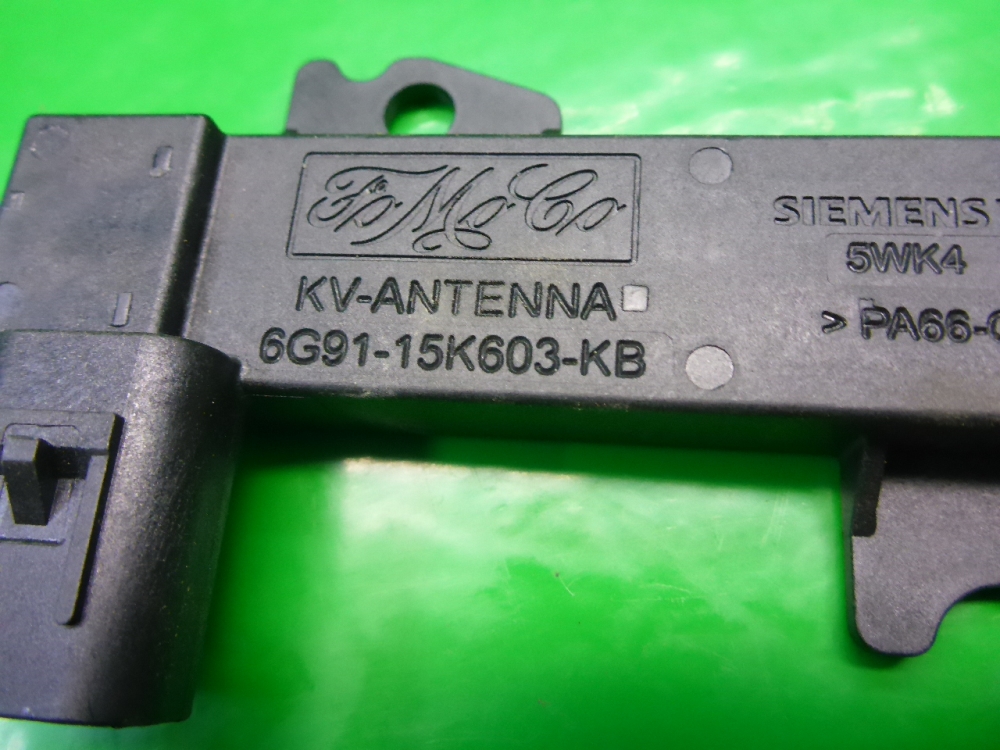 FoMoCo
KV-ANTENNA
6G91-15K603-KB
SIEMENS
5WK4
> PA66-